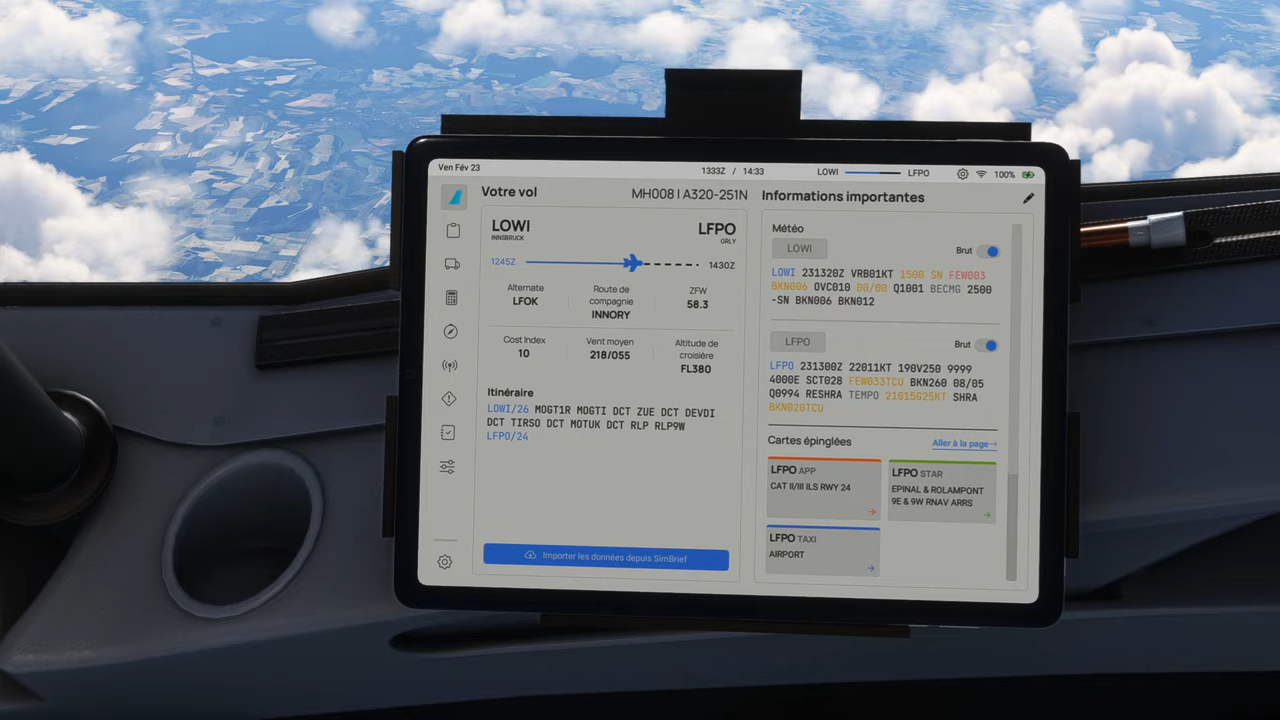 Ven Fév 23
1333Z / 14:33
LOWI LFPO
100%
Votre vol
MH008 | A320-251N
LOWI
INNSBRUCK
LFPO
ORLY
1245Z
1430Z
Alternate
LFOK
Route de
compagnie
INNORY
ZFW
58.3
Cost Index
10
Vent moyen
218/055
Altitude de
croisière
FL380
Itinéraire
LOWI/26 MOGT1R MOGTI DCT ZUE DCT DEVDI
DCT TIRSO DCT MOTUK DCT RLP RLP9W
LFPO/24
Importer les données depuis SimBrief
Informations importantes
Météo
LOWI
Brut
LOWI 231320Z VRB01KT 1500 SN FEW003
BKN006 OVC010 00/00 Q1001 BECMG 2500
-SN BKN006 BKN012
LFPO
Brut
LFPO 231300Z 22011KT 190V250 9999
4000E SCT028 FEW033TCU BKN260 08/05
Q0994 RESHRA TEMPO 21015G25KT SHRA
BKN020TCU
Cartes épinglées
Aller à la page→
LFPO APP
CAT II/III ILS RWY 24
LFPO STAR
EPINAL & ROLAMPONT
9E & 9W RNAV ARRS
LFPO TAXI
AIRPORT